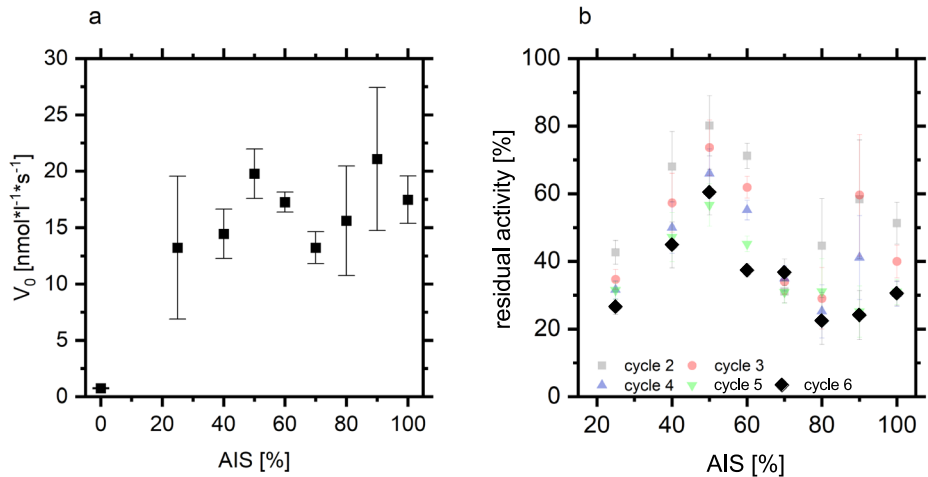 a
30
25
20
15
10
5
0
V0 [nmol*l-1*s-1]
0
20
40
60
80
100
AIS [%]
b
100
80
60
40
20
0
residual activity [%]
cycle 2
cycle 3
cycle 4
cycle 5
cycle 6
20
40
60
80
100
AIS [%]